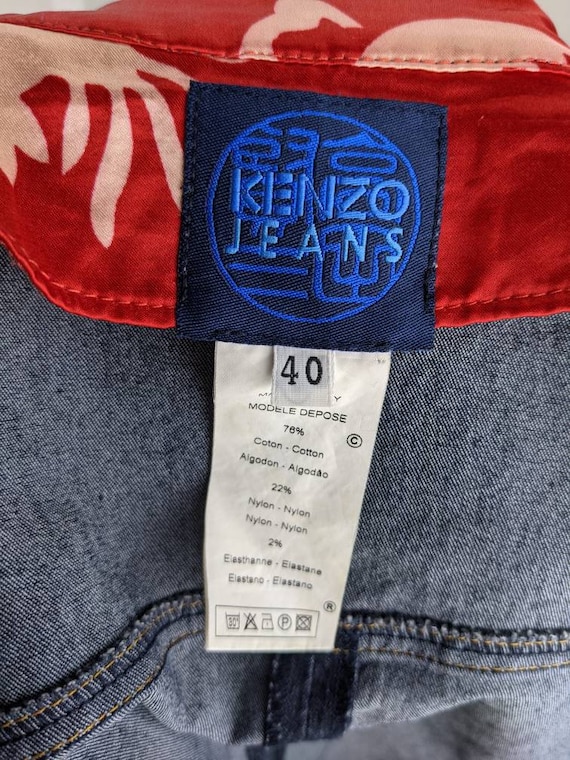 KENZO
JEANS
40
MODELE DEPOSE
76%
©
Coton - Cotton
Algodon - Algodão
22%
Nylon - Nylon
Nylon - Nylon
2%
Elasthanne - Elastane
Elastano - Elastano
®
30°
P